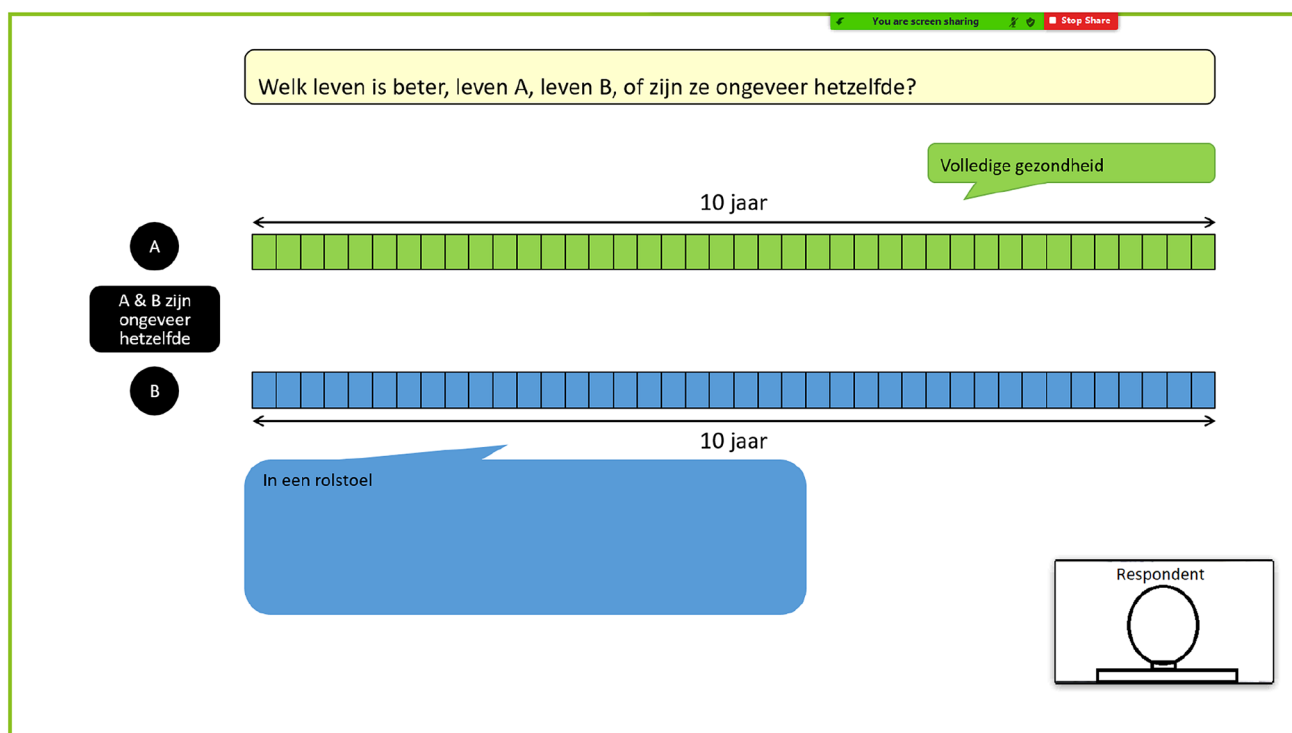 You are screen sharing
Stop Share
Welk leven is beter, leven A, leven B, of zijn ze ongeveer hetzelfde?
Volledige gezondheid
10 jaar
A
A & B zijn
ongeveer
hetzelfde
B
10 jaar
In een rolstoel
Respondent